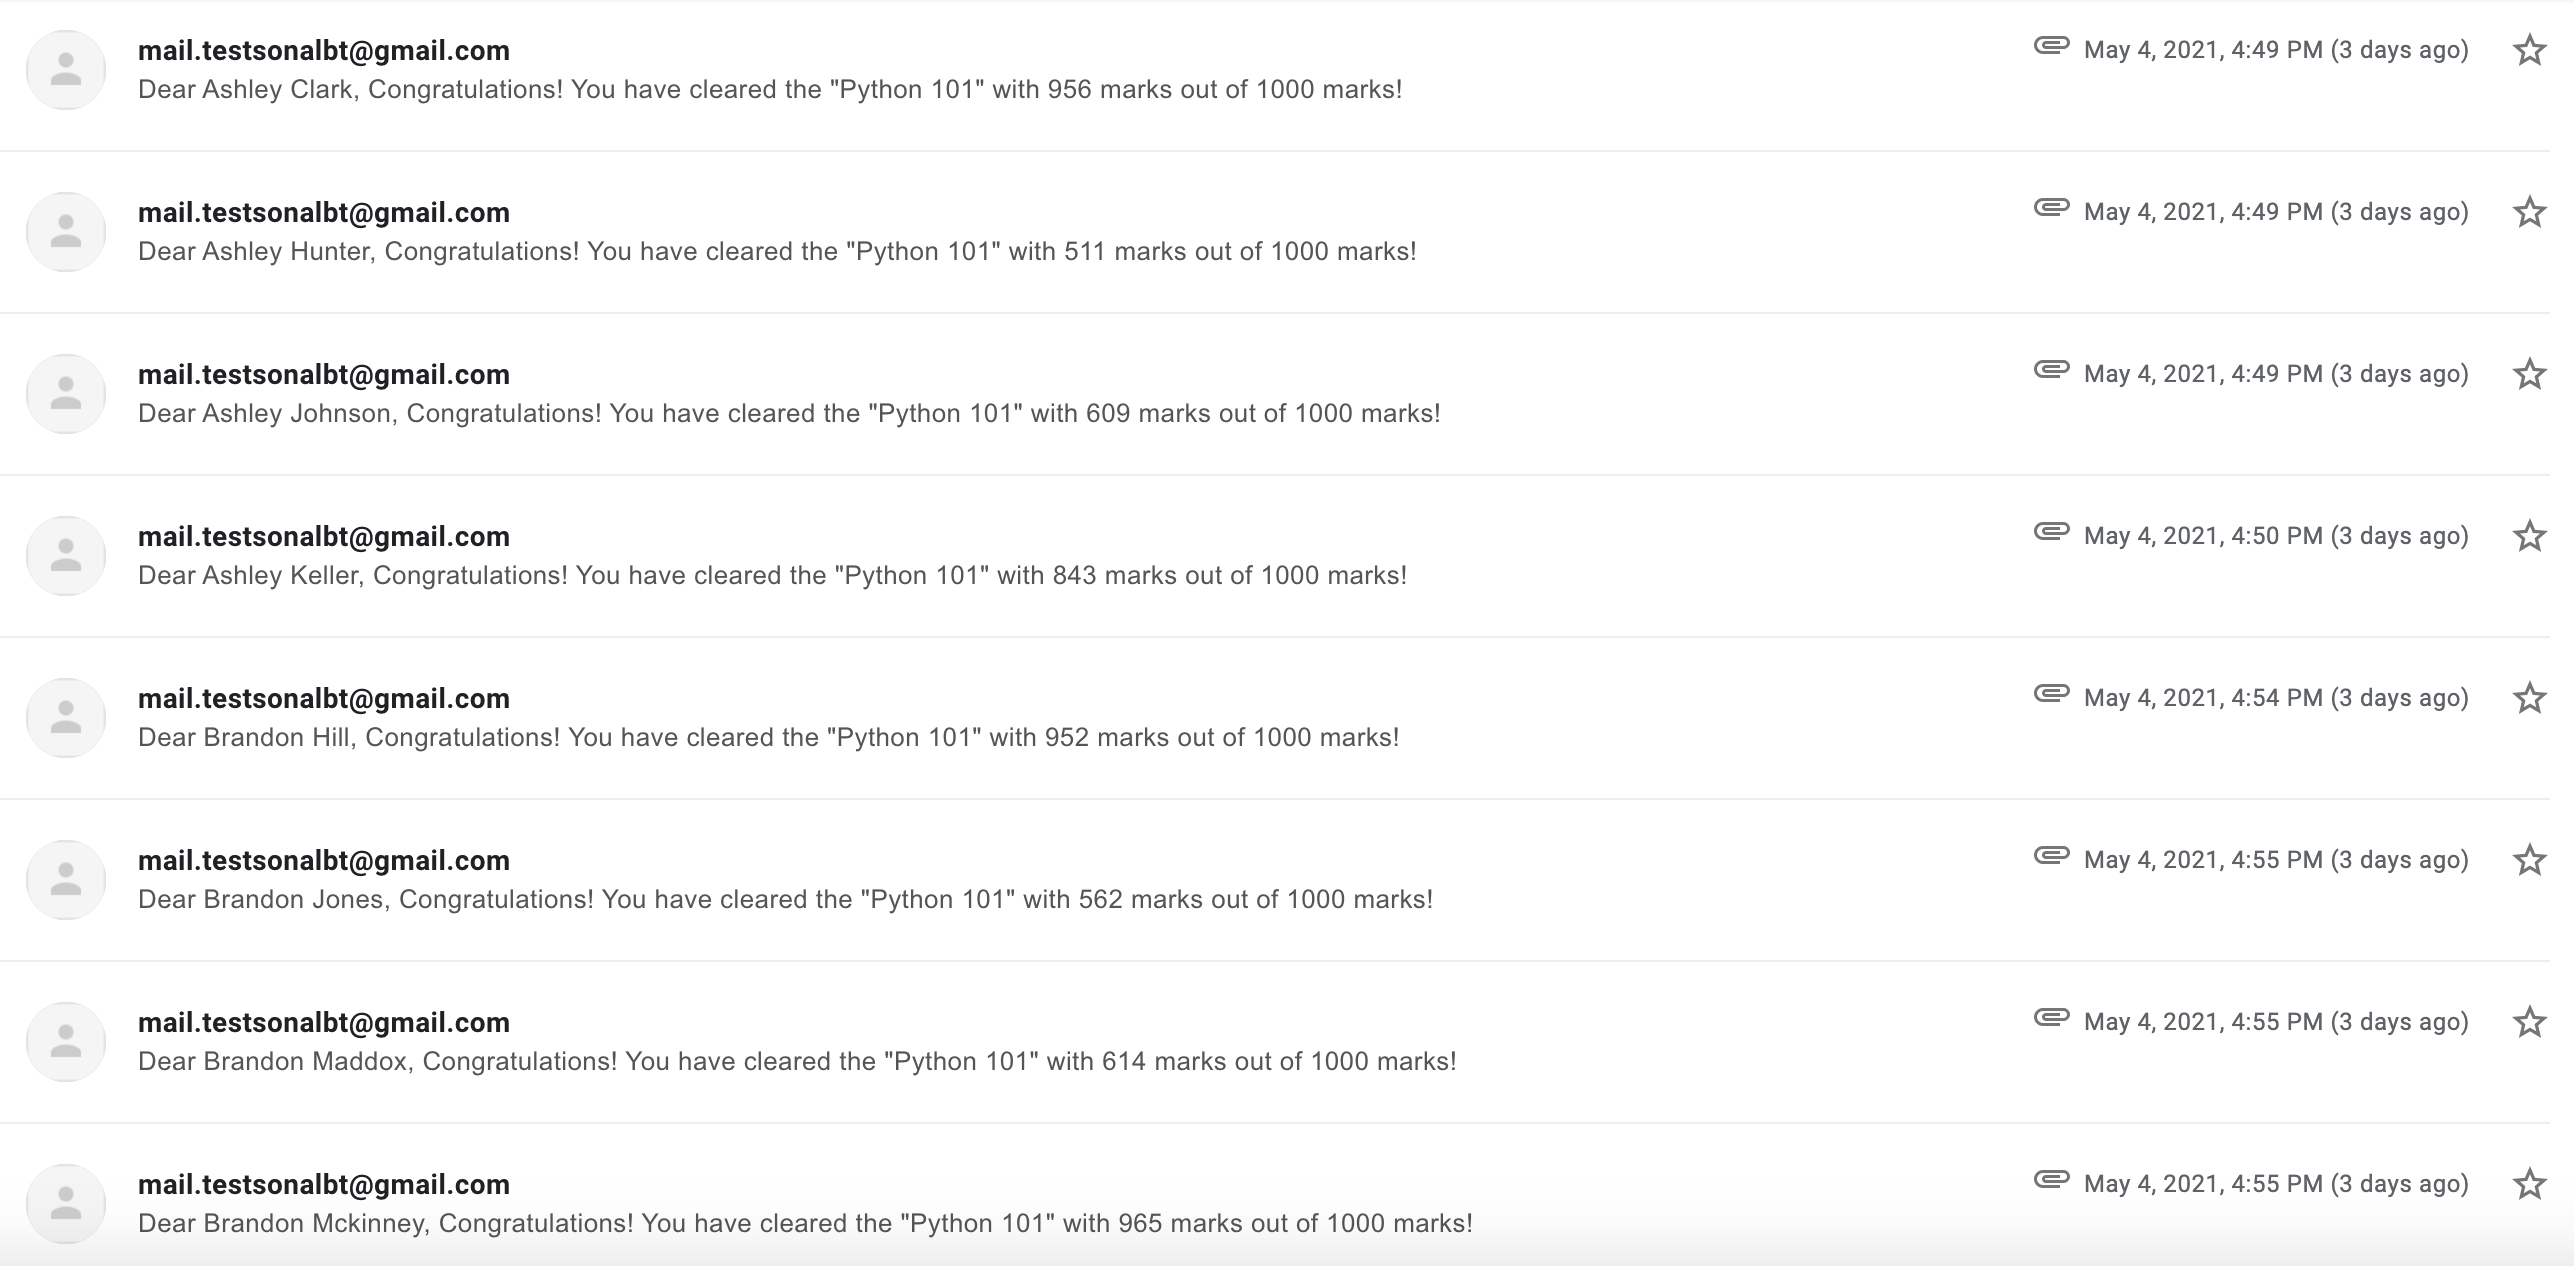 mail.testsonalbt@gmail.com May 4, 2021, 4:49 PM (3 days ago)
Dear Ashley Clark, Congratulations! You have cleared the "Python 101" with 956 marks out of 1000 marks!
mail.testsonalbt@gmail.com May 4, 2021, 4:49 PM (3 days ago)
Dear Ashley Hunter, Congratulations! You have cleared the "Python 101" with 511 marks out of 1000 marks!
mail.testsonalbt@gmail.com May 4, 2021, 4:49 PM (3 days ago)
Dear Ashley Johnson, Congratulations! You have cleared the "Python 101" with 609 marks out of 1000 marks!
mail.testsonalbt@gmail.com May 4, 2021, 4:50 PM (3 days ago)
Dear Ashley Keller, Congratulations! You have cleared the "Python 101" with 843 marks out of 1000 marks!
mail.testsonalbt@gmail.com May 4, 2021, 4:54 PM (3 days ago)
Dear Brandon Hill, Congratulations! You have cleared the "Python 101" with 952 marks out of 1000 marks!
mail.testsonalbt@gmail.com May 4, 2021, 4:55 PM (3 days ago)
Dear Brandon Jones, Congratulations! You have cleared the "Python 101" with 562 marks out of 1000 marks!
mail.testsonalbt@gmail.com May 4, 2021, 4:55 PM (3 days ago)
Dear Brandon Maddox, Congratulations! You have cleared the "Python 101" with 614 marks out of 1000 marks!
mail.testsonalbt@gmail.com May 4, 2021, 4:55 PM (3 days ago)
Dear Brandon Mckinney, Congratulations! You have cleared the "Python 101" with 965 marks out of 1000 marks!